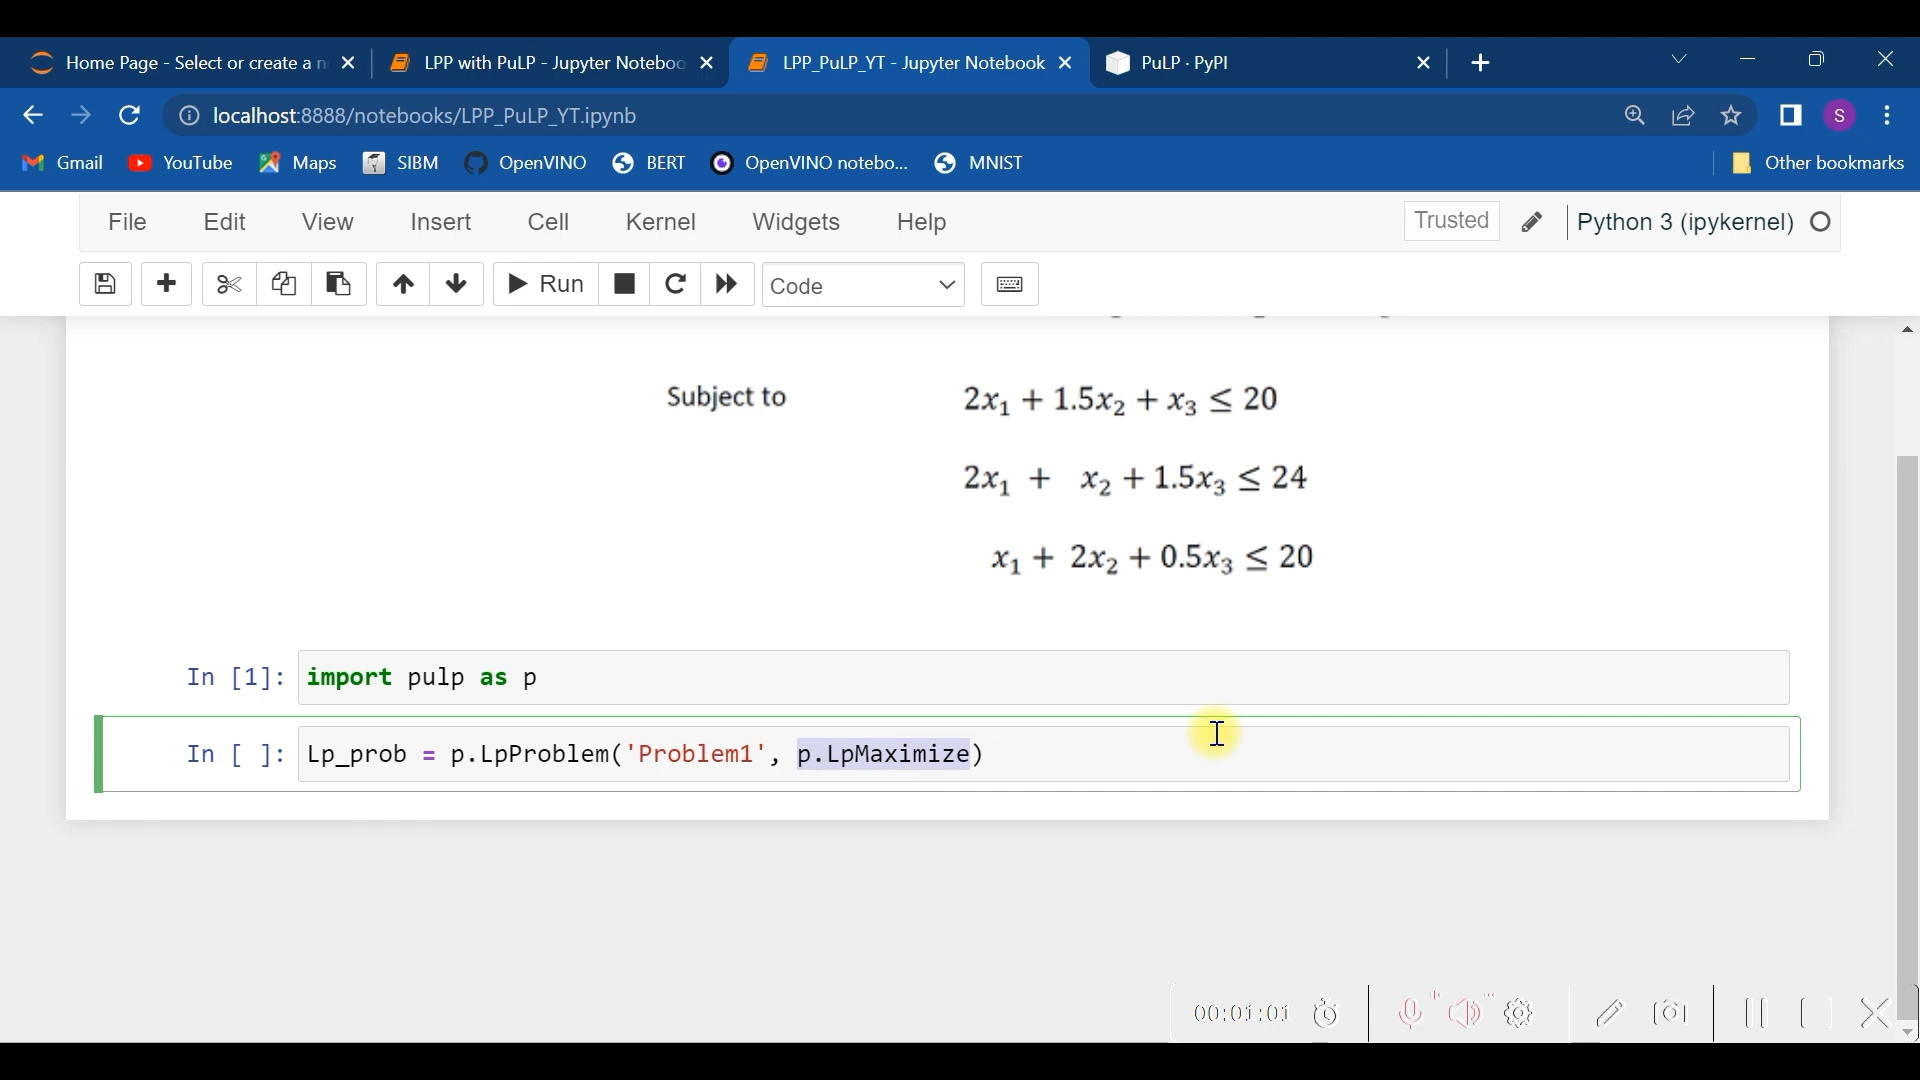 Home Page - Select or create a n
LPP with PuLP - Jupyter Noteboo
LPP_PuLP_YT - Jupyter Notebook
PuLP · PyPI
localhost:8888/notebooks/LPP_PuLP_YT.ipynb
S
Gmail
YouTube
Maps
SIBM
OpenVINO
BERT
OpenVINO notebo...
MNIST
Other bookmarks
File Edit View Insert Cell Kernel Widgets Help
Trusted
Python 3 (ipykernel)
Run
Code
Subject to 2x₁ + 1.5x₂ + x₃ ≤ 20
2x₁ + x₂ + 1.5x₃ ≤ 24
x₁ + 2x₂ + 0.5x₃ ≤ 20
In [1]: import pulp as p
In [ ]: Lp_prob = p.LpProblem('Problem1', p.LpMaximize)
00:01:01